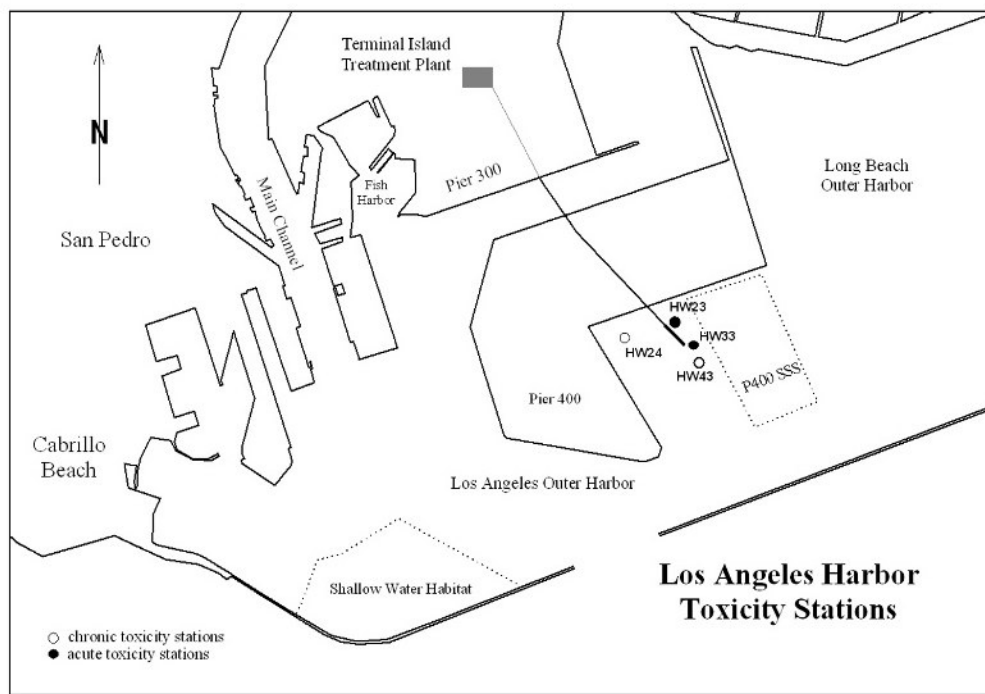 Terminal Island
Treatment Plant
N
Long Beach
Outer Harbor
Pier 300
Fish
Harbor
Main Channel
San Pedro
HW23
HW33
HW24
HW43
P400 SSS
Pier 400
Cabrillo
Beach
Los Angeles Outer Harbor
Los Angeles Harbor
Toxicity Stations
Shallow Water Habitat
chronic toxicity stations
acute toxicity stations